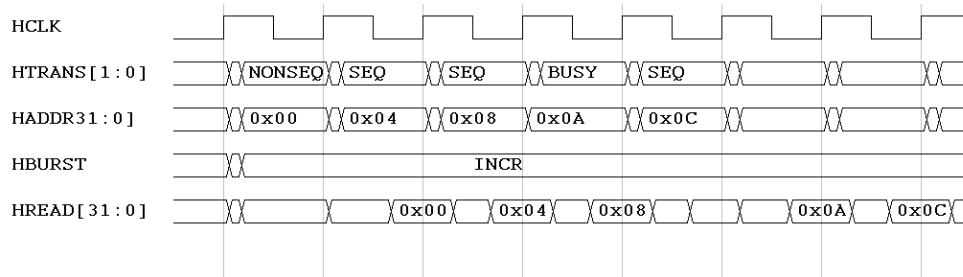 HCLK
HTRANS[1:0] NONSEQ SEQ SEQ BUSY SEQ
HADDR31:0] 0x00 0x04 0x08 0x0A 0x0C
HBURST INCR
HREAD[31:0] 0x00 0x04 0x08 0x0A 0x0C